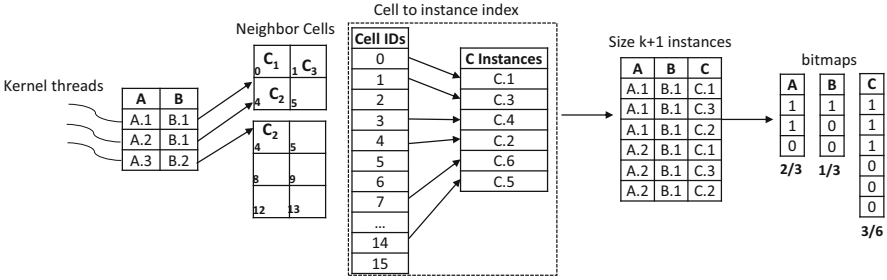 Cell to instance index
Neighbor Cells
Kernel threads
A B
A.1 B.1
A.2 B.1
A.3 B.2
C1
0
1 C3
C2
4
5
C2
4
5
8
9
12
13
Cell IDs
0
1
2
3
4
5
6
7
...
14
15
C Instances
C.1
C.3
C.4
C.2
C.6
C.5
Size k+1 instances
A B C
A.1 B.1 C.1
A.1 B.1 C.3
A.1 B.1 C.2
A.2 B.1 C.1
A.2 B.1 C.3
A.2 B.1 C.2
bitmaps
A
1
1
0
2/3
B
1
0
0
1/3
C
1
1
1
0
0
0
3/6